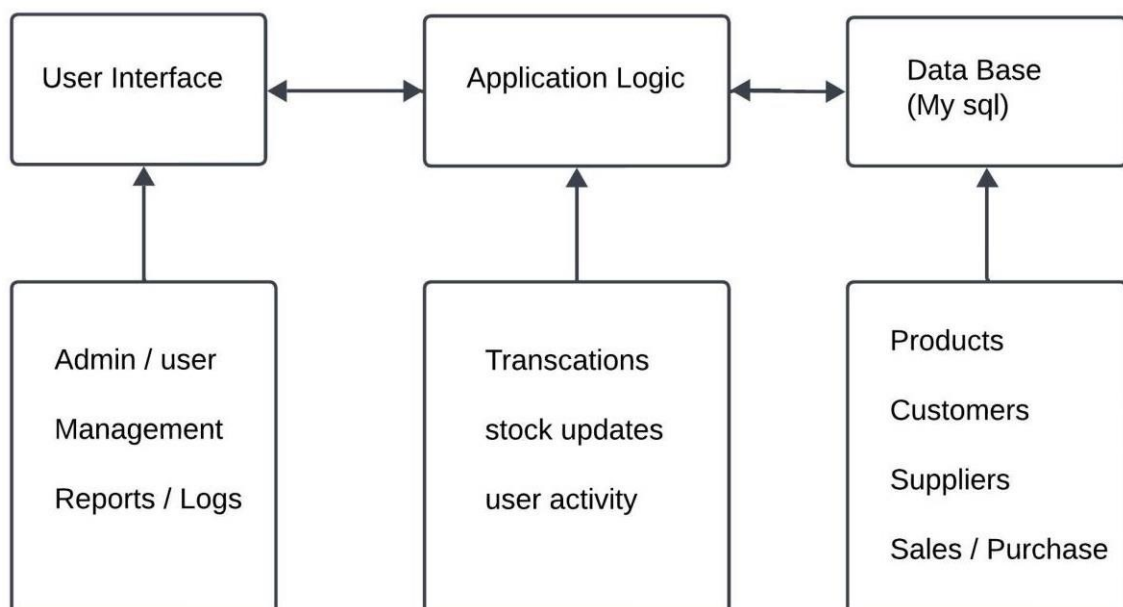 User Interface
Application Logic
Data Base
(My sql)
Admin / user
Management
Reports / Logs
Transcations
stock updates
user activity
Products
Customers
Suppliers
Sales / Purchase